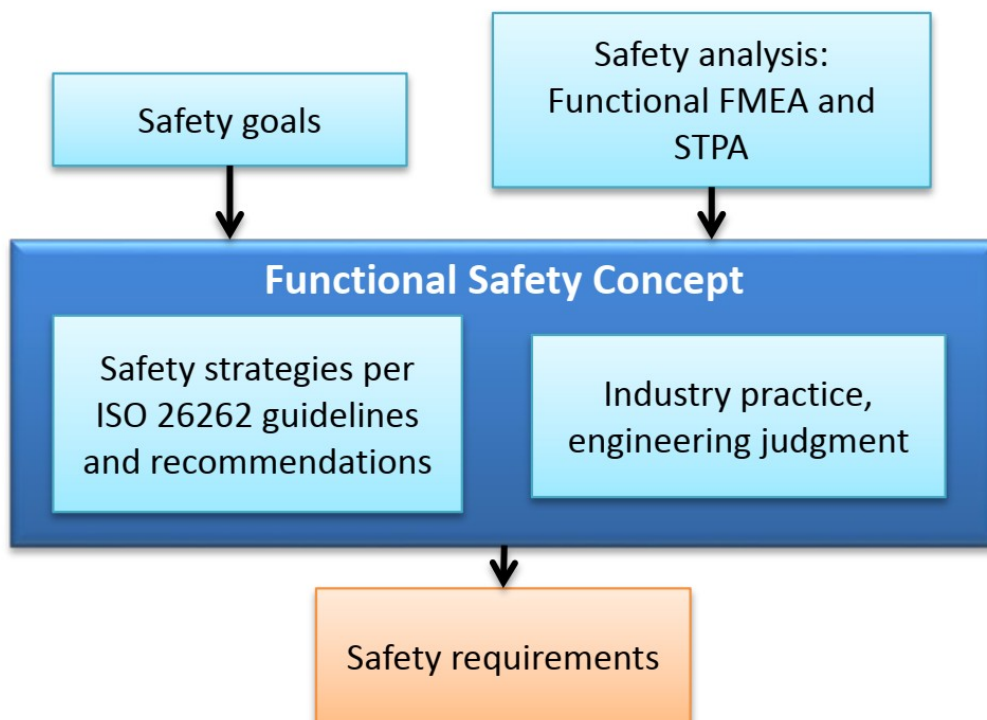 Safety goals
Safety analysis:
Functional FMEA and
STPA
Functional Safety Concept
Safety strategies per
ISO 26262 guidelines
and recommendations
Industry practice,
engineering judgment
Safety requirements